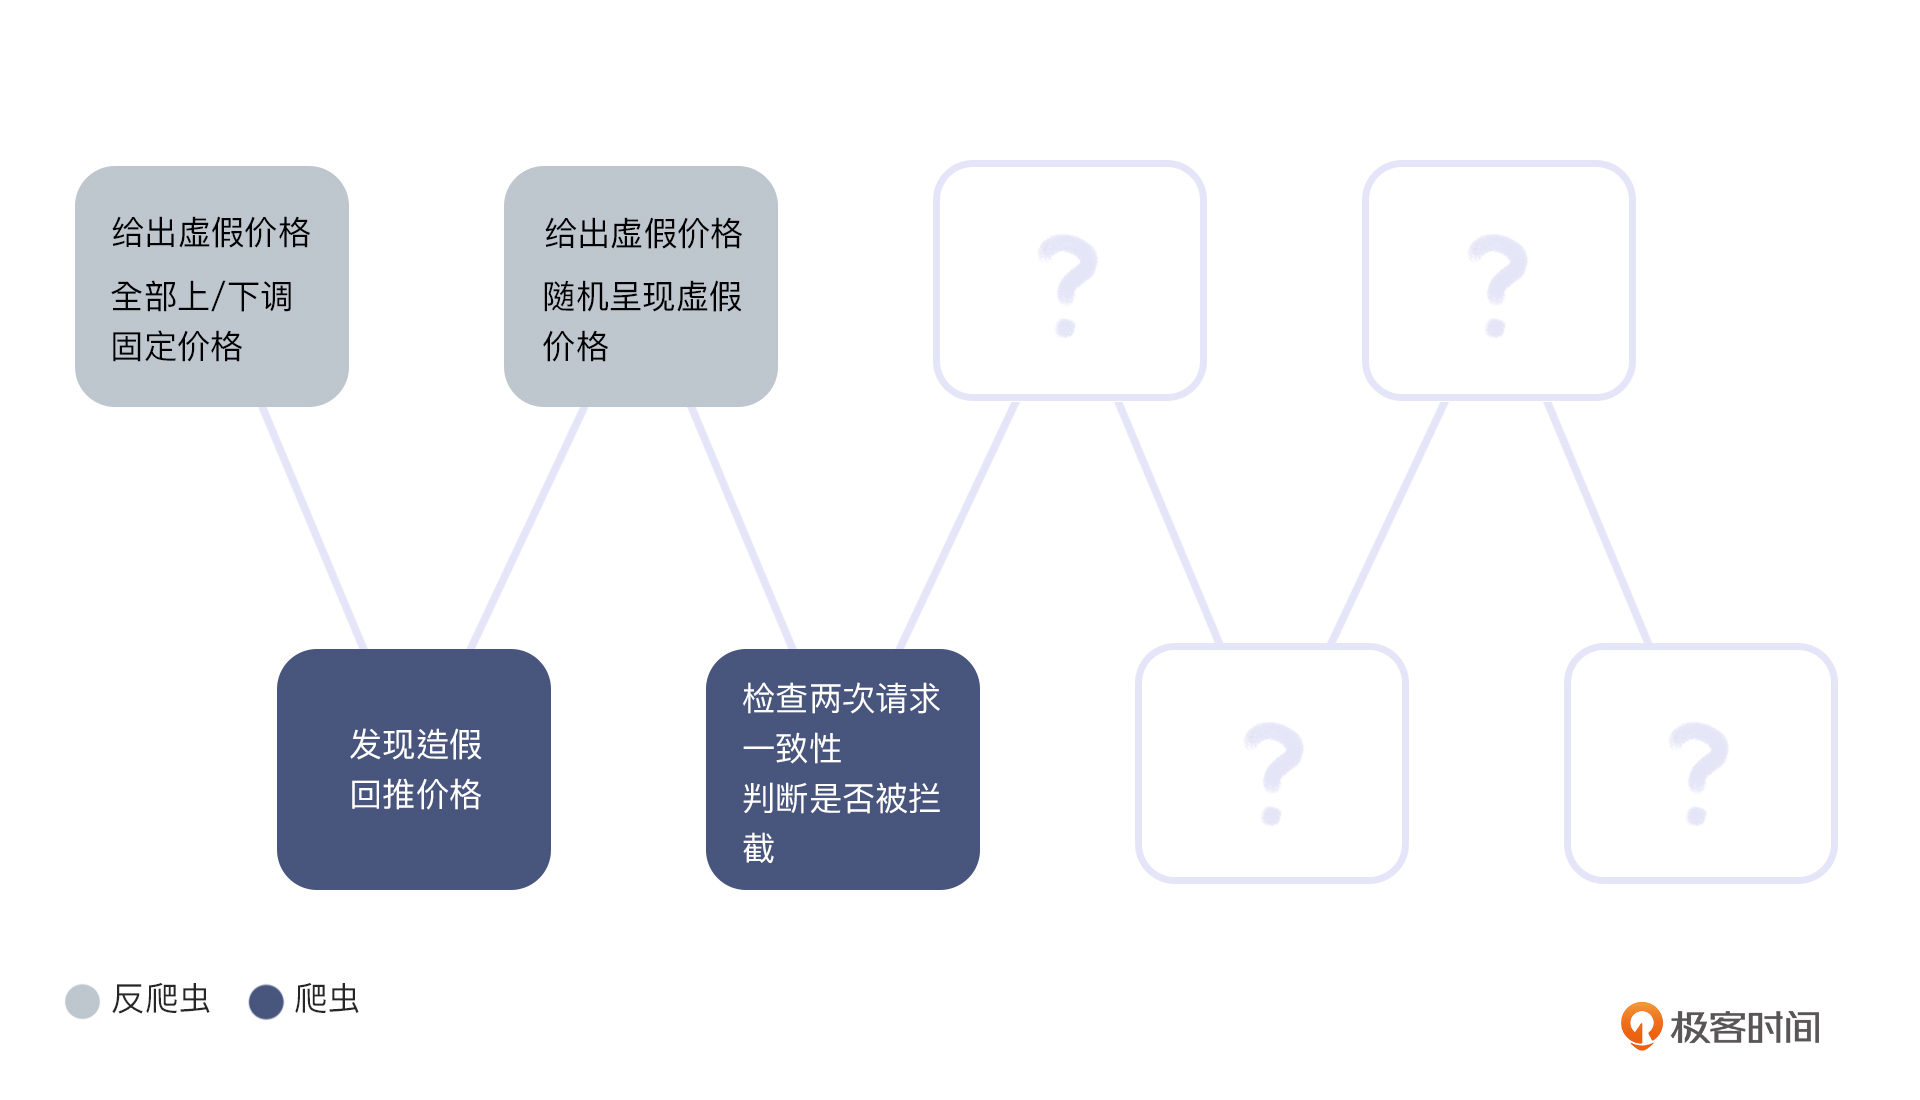 给出虚假价格
全部上/下调
固定价格
给出虚假价格
随机呈现虚假
价格
?
?
发现造假
回推价格
检查两次请求
一致性
判断是否被拦
截
?
?
反爬虫
爬虫
极客时间